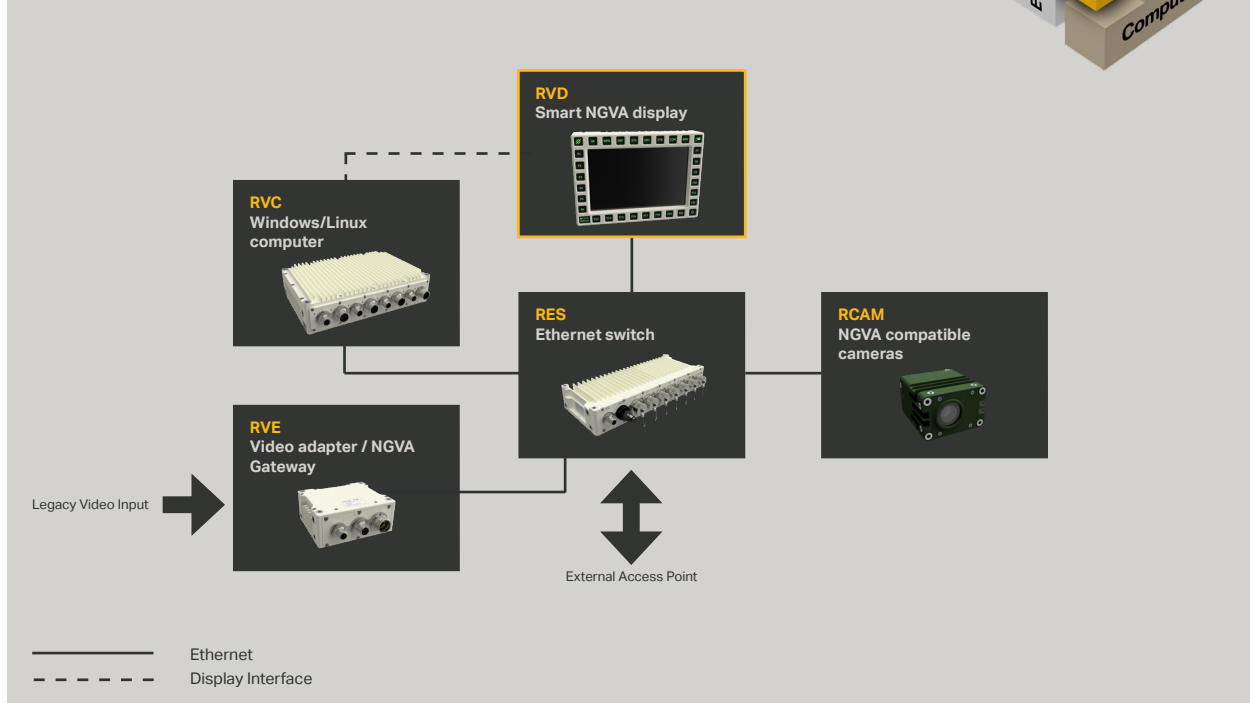 Compu
E
RVD
Smart NGVA display
RVC
Windows/Linux
computer
RES
Ethernet switch
RCAM
NGVA compatible
cameras
RVE
Video adapter / NGVA
Gateway
Legacy Video Input
External Access Point
Ethernet
Display Interface